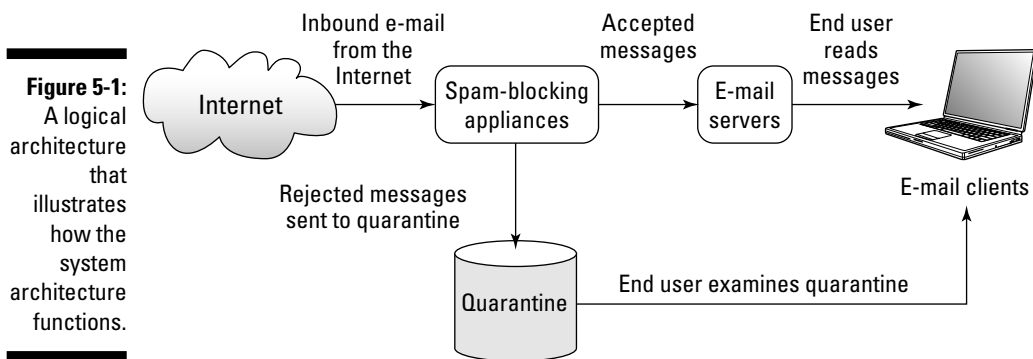 Figure 5-1:
A logical
architecture
that
illustrates
how the
system
architecture
functions.
Inbound e-mail
from the
Internet
Accepted
messages
End user
reads
messages
Internet
Spam-blocking
appliances
E-mail
servers
E-mail clients
Rejected messages
sent to quarantine
Quarantine
End user examines quarantine